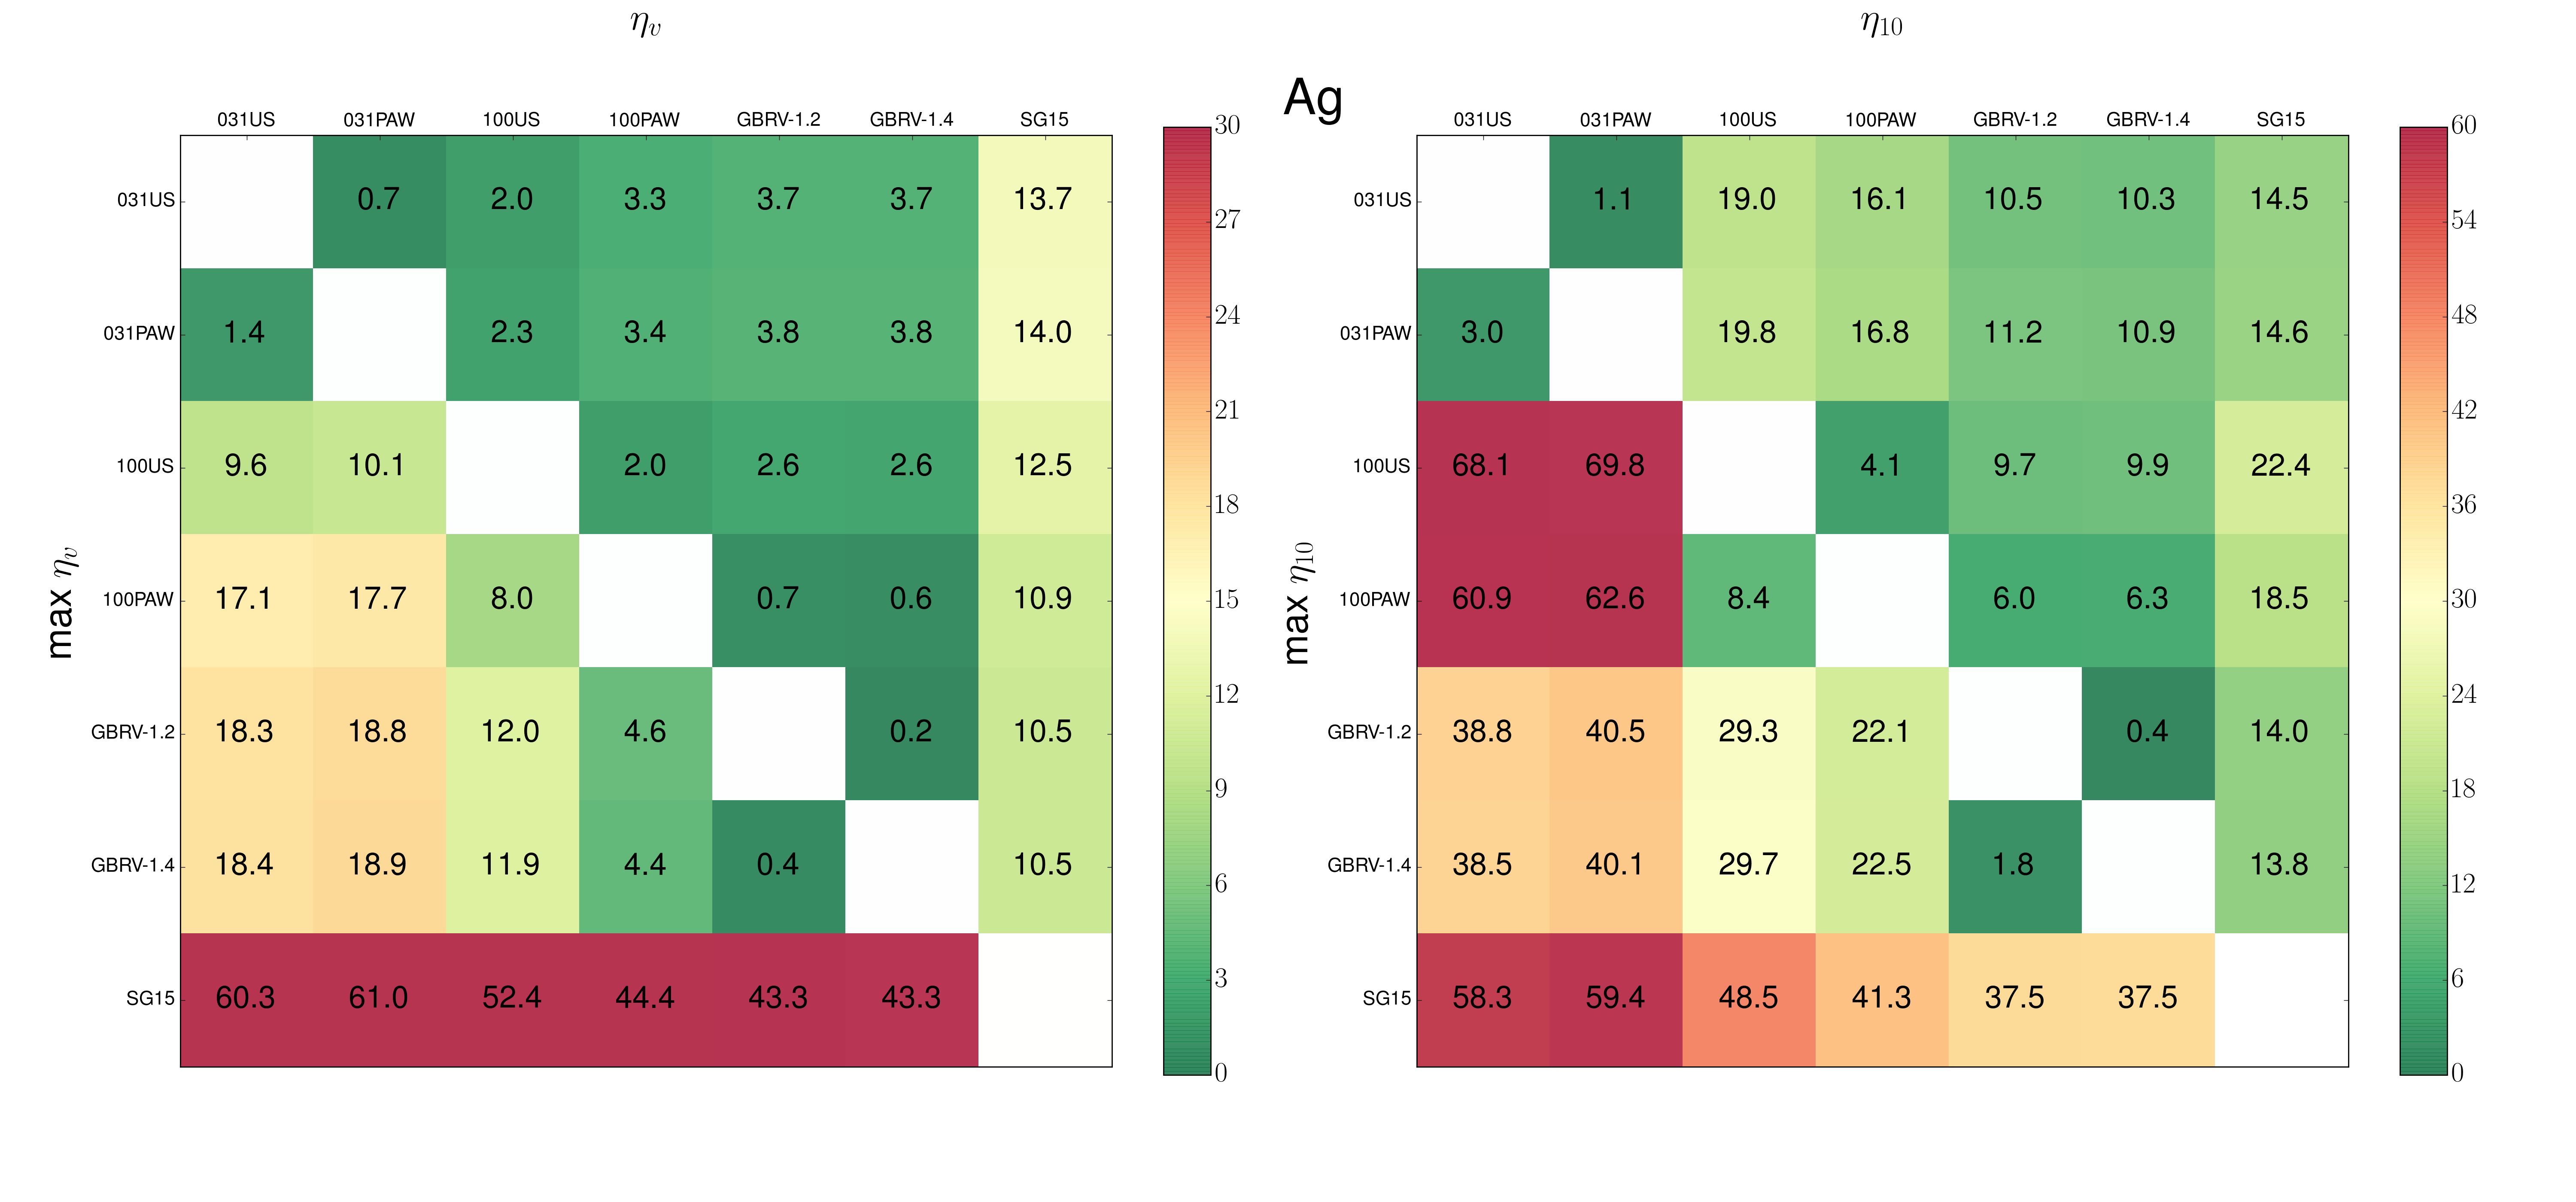 η_v
031US 031PAW 100US 100PAW GBRV-1.2 GBRV-1.4 SG15
031US 0.7 2.0 3.3 3.7 3.7 13.7
031PAW 1.4 2.3 3.4 3.8 3.8 14.0
100US 9.6 10.1 2.0 2.6 2.6 12.5
100PAW 17.1 17.7 8.0 0.7 0.6 10.9
GBRV-1.2 18.3 18.8 12.0 4.6 0.2 10.5
GBRV-1.4 18.4 18.9 11.9 4.4 0.4 10.5
SG15 60.3 61.0 52.4 44.4 43.3 43.3
max η_v
30
27
24
21
18
15
12
9
6
3
0
Ag
η_10
031US 031PAW 100US 100PAW GBRV-1.2 GBRV-1.4 SG15
031US 1.1 19.0 16.1 10.5 10.3 14.5
031PAW 3.0 19.8 16.8 11.2 10.9 14.6
100US 68.1 69.8 4.1 9.7 9.9 22.4
100PAW 60.9 62.6 8.4 6.0 6.3 18.5
GBRV-1.2 38.8 40.5 29.3 22.1 0.4 14.0
GBRV-1.4 38.5 40.1 29.7 22.5 1.8 13.8
SG15 58.3 59.4 48.5 41.3 37.5 37.5
max η_10
60
54
48
42
36
30
24
18
12
6
0